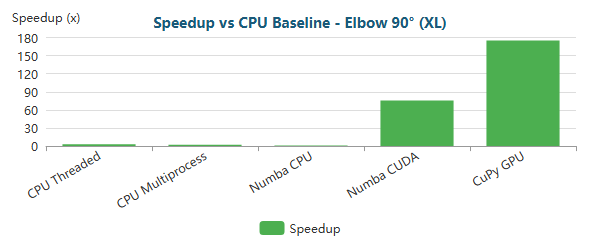 Speedup vs CPU Baseline - Elbow 90° (XL)
Speedup (x)
180
150
120
90
60
30
0
CPU Threaded
CPU Multiprocess
Numba CPU
Numba CUDA
CuPy GPU
Speedup